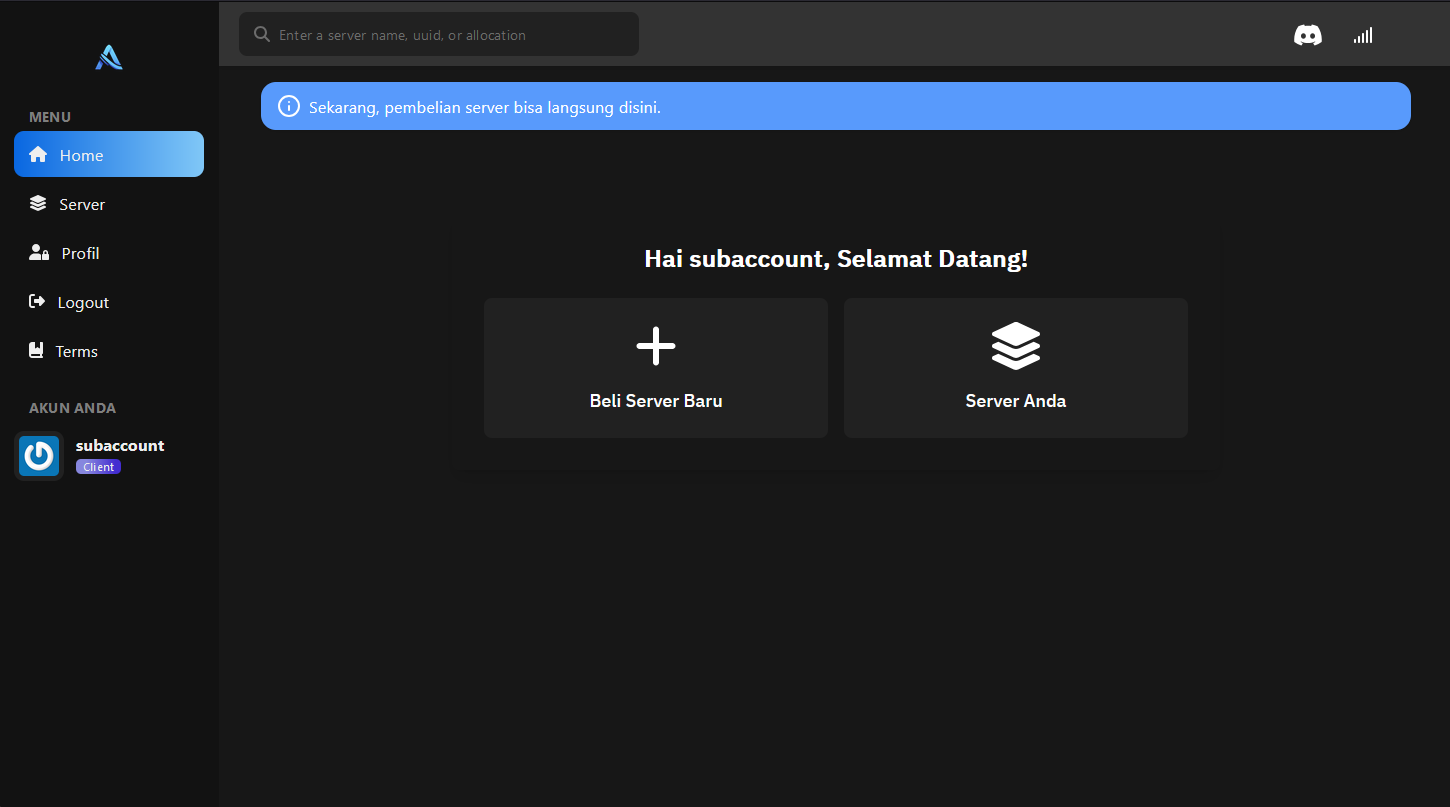 Enter a server name, uuid, or allocation
MENU
Home
Server
Profil
Logout
Terms
AKUN ANDA
subaccount
Client
Sekarang, pembelian server bisa langsung disini.
Hai subaccount, Selamat Datang!
Beli Server Baru
Server Anda